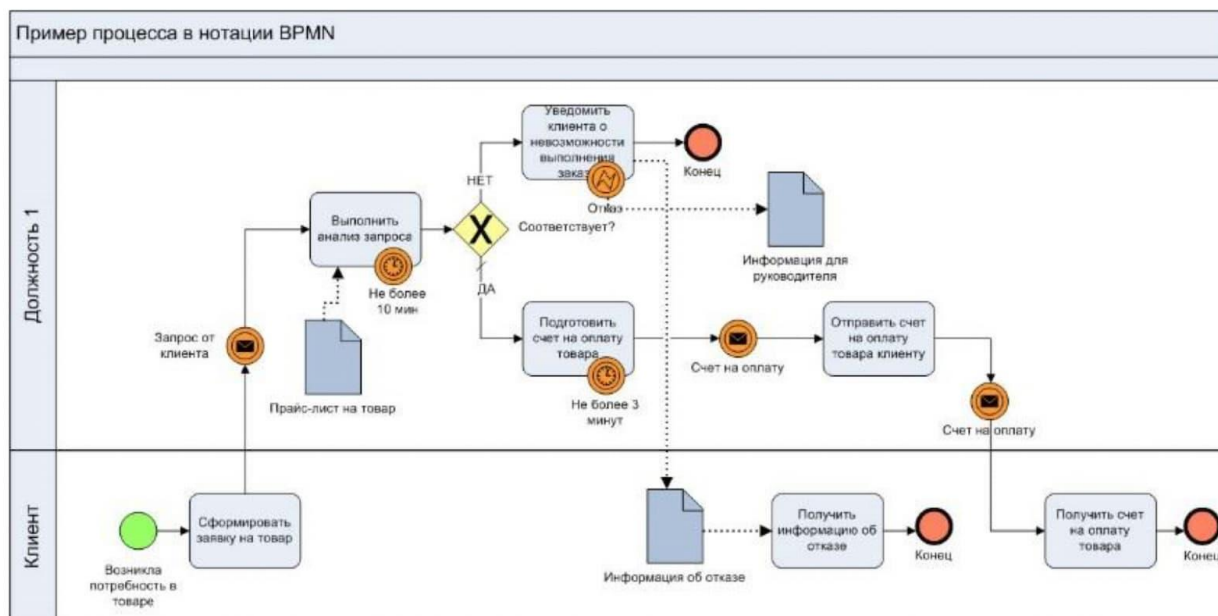 Пример процесса в нотации BPMN
Должность 1
Уведомить
клиента о
невозможности
выполнения
заказ
Конец
НЕТ
Отказ
Соответствует?
Выполнить
анализ запроса
Информация для
руководителя
Не более
10 мин
ДА
Запрос от
клиента
Подготовить
счет на оплату
товара
Отправить счет
на оплату
товара клиенту
Счет на оплату
Прайс-лист на товар
Не более 3
минут
Счет на оплату
Клиент
Сформировать
заявку на товар
Получить
информацию об
отказе
Получить счет
на оплату
товара
Конец
Конец
Возникла
потребность в
товаре
Информация об отказе